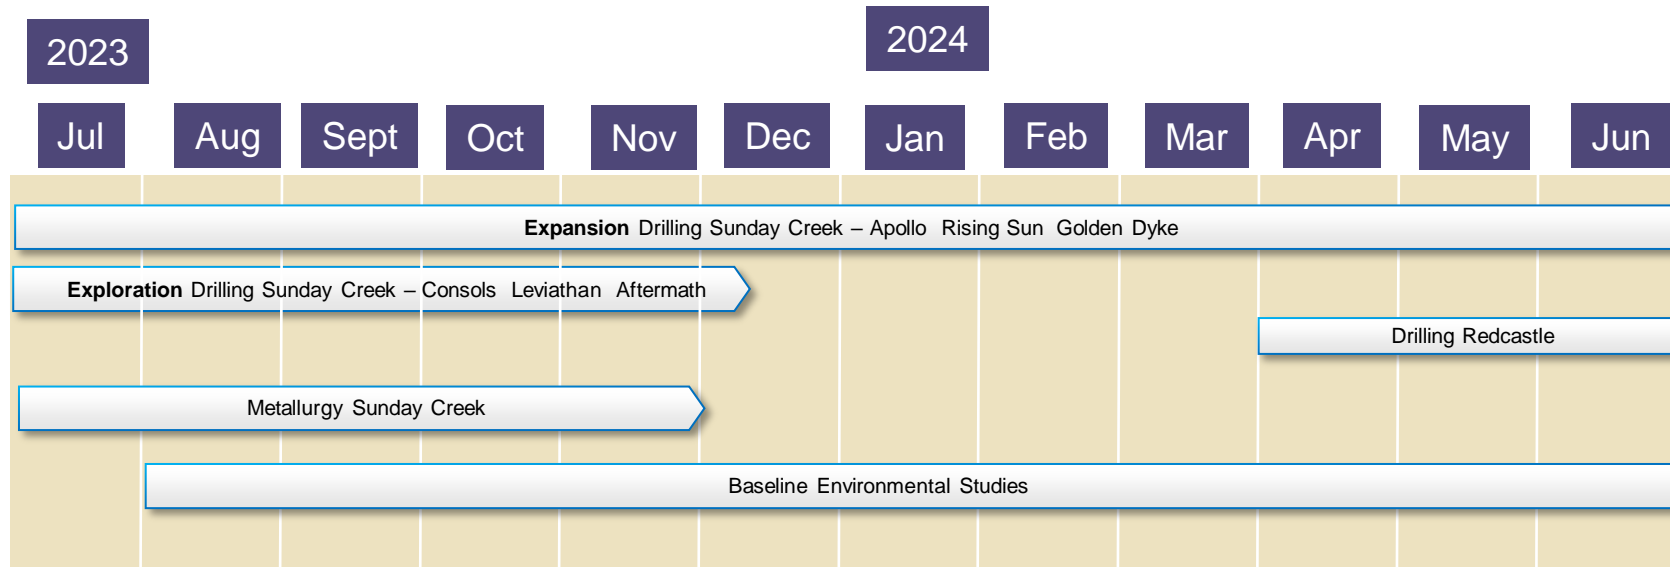 2023
2024
Jul Aug Sept Oct Nov Dec Jan Feb Mar Apr May Jun
Expansion Drilling Sunday Creek – Apollo Rising Sun Golden Dyke
Exploration Drilling Sunday Creek – Consols Leviathan Aftermath
Drilling Redcastle
Metallurgy Sunday Creek
Baseline Environmental Studies